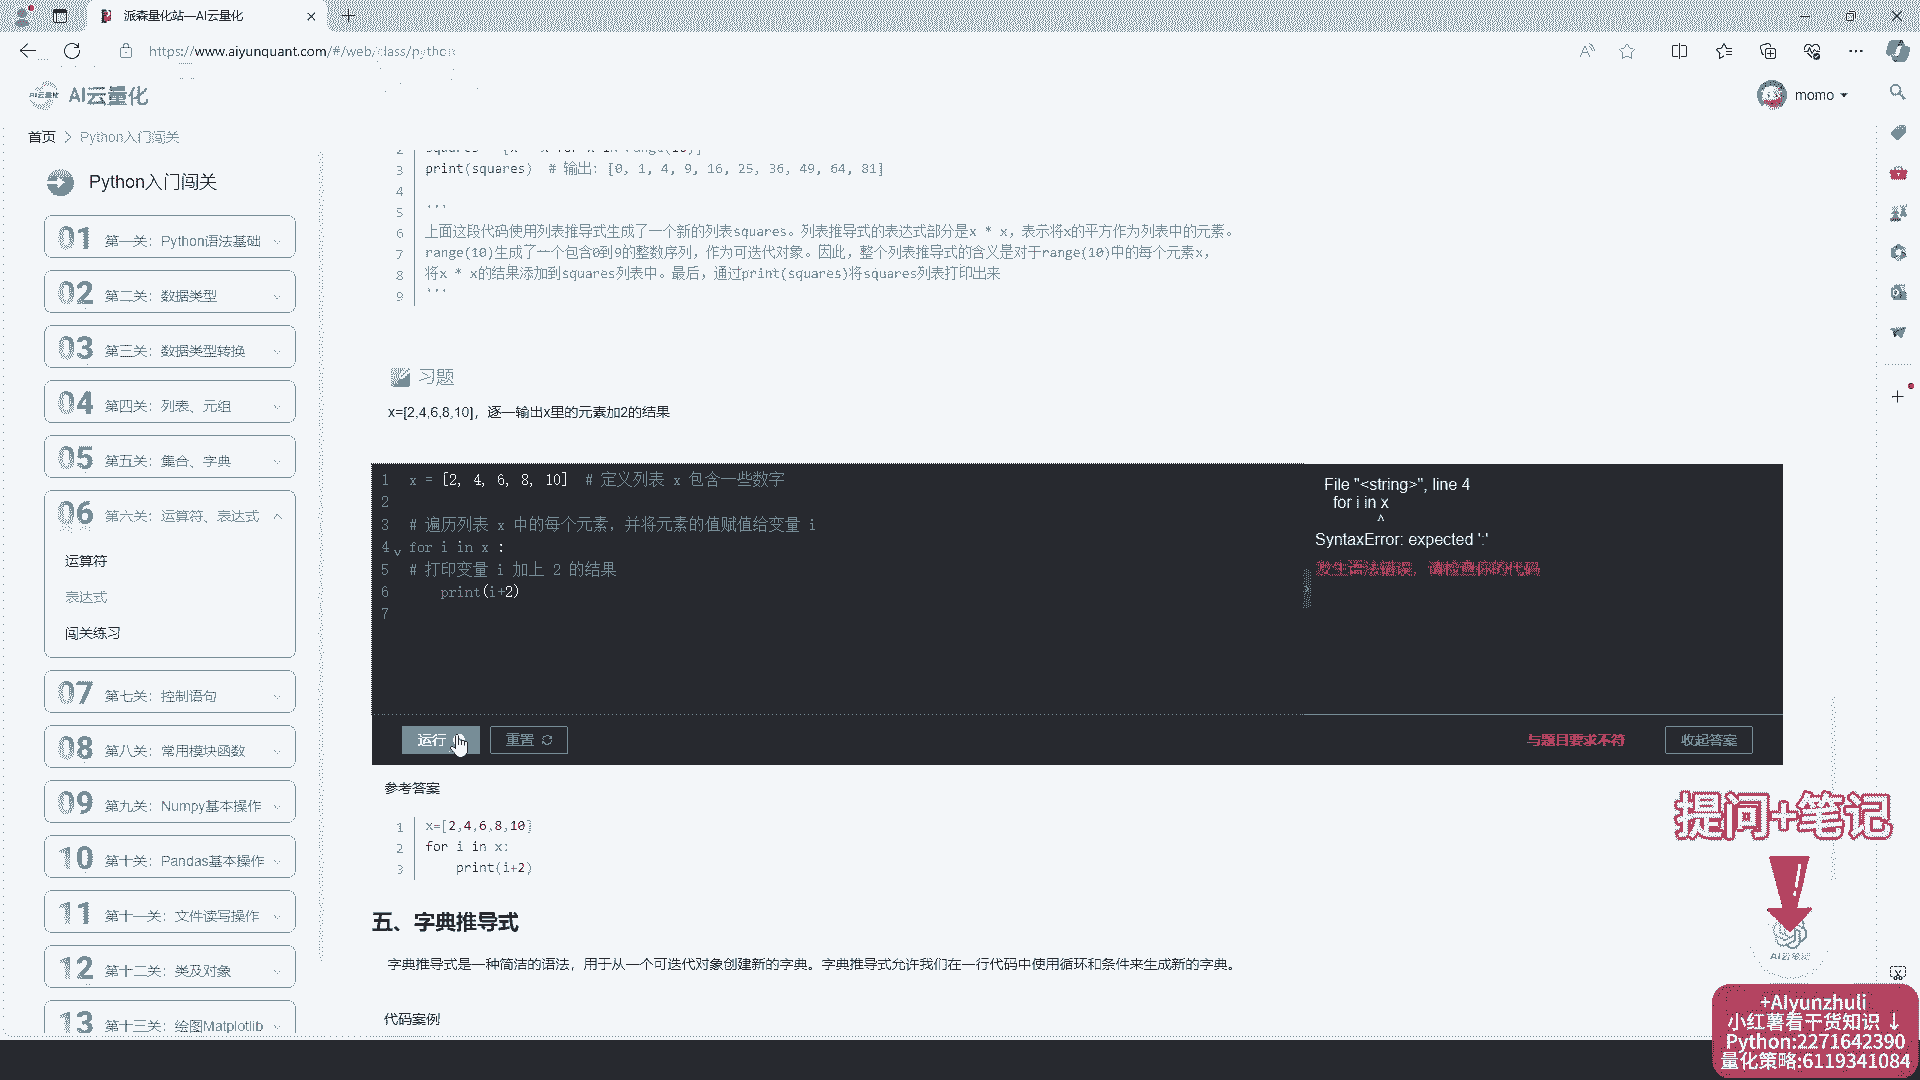 派森量化站—AI云量化
https://www.aiyunquant.com/#/web/class/python
AI云量化
momo
首页 > Python入门闯关
Python入门闯关
01 第一关：Python语法基础
02 第二关：数据类型
03 第三关：数据类型转换
04 第四关：列表、元组
05 第五关：集合、字典
06 第六关：运算符、表达式
运算符
表达式
闯关练习
07 第七关：控制语句
08 第八关：常用模块函数
09 第九关：Numpy基本操作
10 第十关：Pandas基本操作
11 第十一关：文件读写操作
12 第十二关：类及对象
13 第十三关：绘图Matplotlib
3 print(squares) # 输出：[0, 1, 4, 9, 16, 25, 36, 49, 64, 81]
4
5 '''
6 上面这段代码使用列表推导式生成了一个新的列表squares。列表推导式的表达式部分是x * x，表示将x的平方作为列表中的元素。
7 range(10)生成了一个包含0到9的整数序列，作为可迭代对象。因此，整个列表推导式的含义是对于range(10)中的每个元素x，
8 将x * x的结果添加到squares列表中。最后，通过print(squares)将squares列表打印出来
9 '''
习题
x=[2,4,6,8,10]，逐一输出x里的元素加2的结果
1 x = [2, 4, 6, 8, 10] # 定义列表 x 包含一些数字
2
3 # 遍历列表 x 中的每个元素，并将元素的值赋值给变量 i
4 for i in x :
5 # 打印变量 i 加上 2 的结果
6 print(i+2)
7
File "<string>", line 4
for i in x
^
SyntaxError: expected ':'
发生语法错误，请检查你的代码
运行
重置
与题目要求不符
收起答案
参考答案
1 x=[2,4,6,8,10]
2 for i in x:
3 print(i+2)
五、字典推导式
字典推导式是一种简洁的语法，用于从一个可迭代对象创建新的字典。字典推导式允许我们在一行代码中使用循环和条件来生成新的字典。
代码案例
提问+笔记
+AIyunzhuli
小红薯看干货知识 ↓
Python:2271642390
量化策略:6119341084